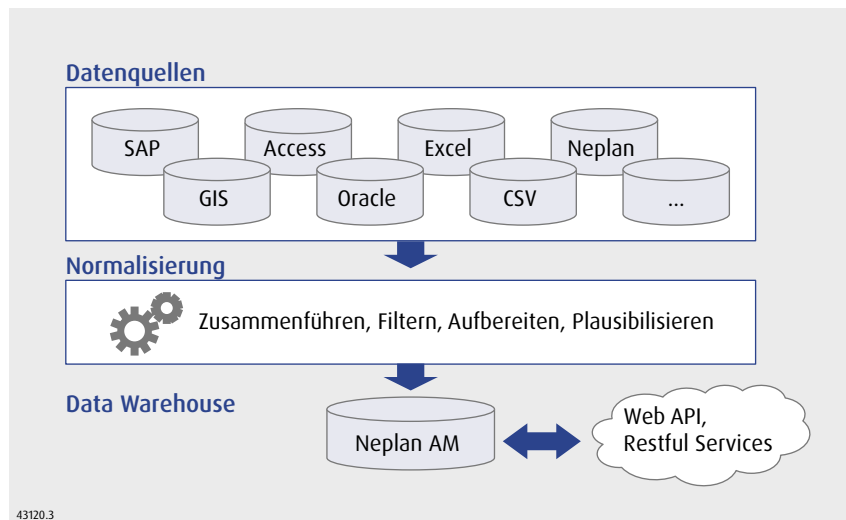 Datenquellen
SAP
Access
Excel
Neplan
GIS
Oracle
CSV
...
Normalisierung
Zusammenführen, Filtern, Aufbereiten, Plausibilisieren
Data Warehouse
Neplan AM
Web API,
Restful Services
43120.3